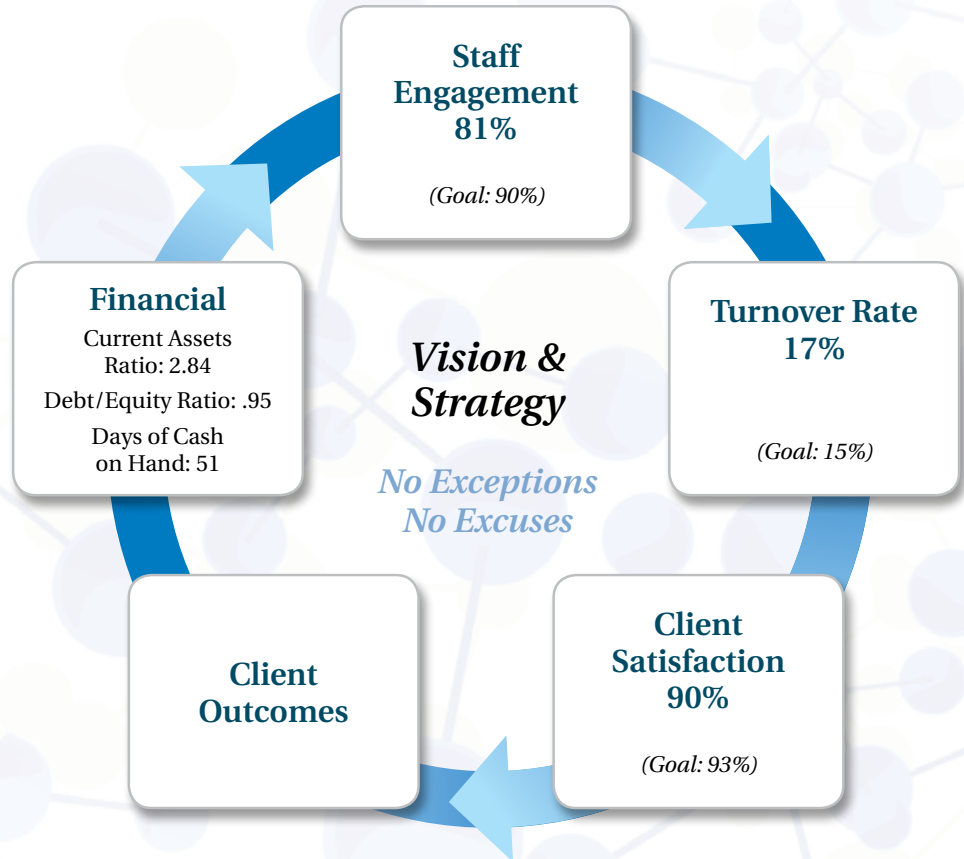 Staff
Engagement
81%
(Goal: 90%)
Financial
Current Assets
Ratio: 2.84
Debt/Equity Ratio: .95
Days of Cash
on Hand: 51
Vision &
Strategy
No Exceptions
No Excuses
Turnover Rate
17%
(Goal: 15%)
Client
Outcomes
Client
Satisfaction
90%
(Goal: 93%)